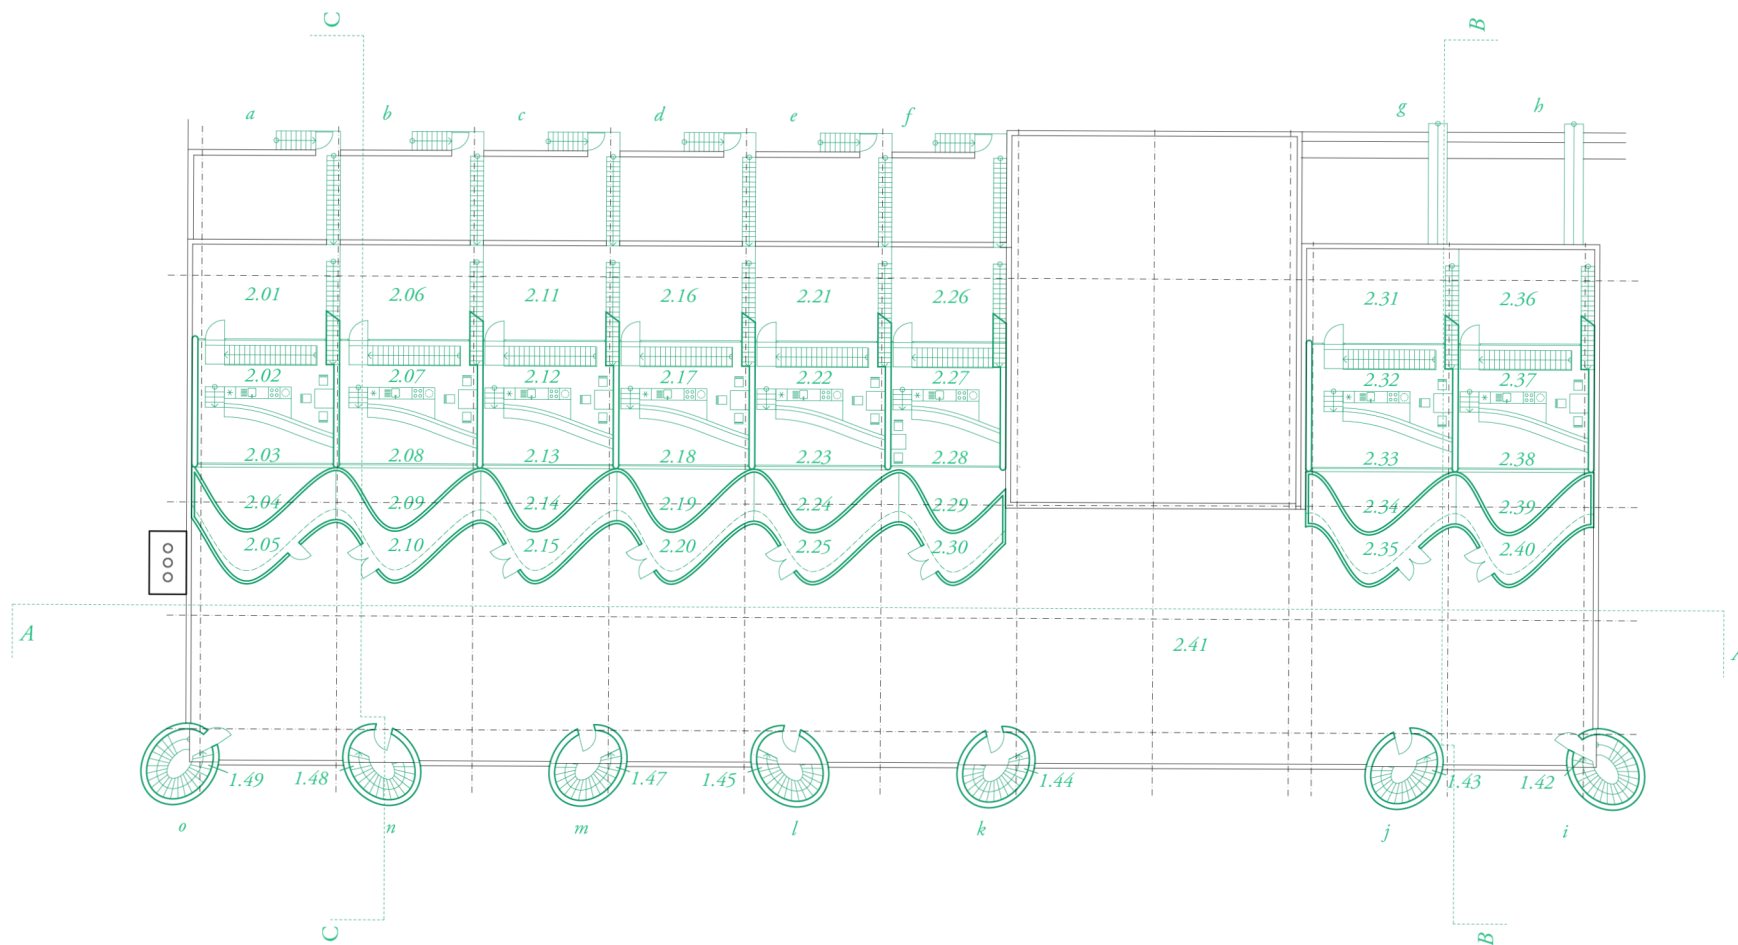 C
B
a b c d e f g h
2.01 2.06 2.11 2.16 2.21 2.26 2.31 2.36
2.02 2.07 2.12 2.17 2.22 2.27 2.32 2.37
2.03 2.08 2.13 2.18 2.23 2.28 2.33 2.38
2.04 2.09 2.14 2.19 2.24 2.29 2.34 2.39
2.05 2.10 2.15 2.20 2.25 2.30 2.35 2.40
A
2.41
A
1.49 1.48 1.47 1.45 1.44 1.43 1.42
o n m l k j i
C
B